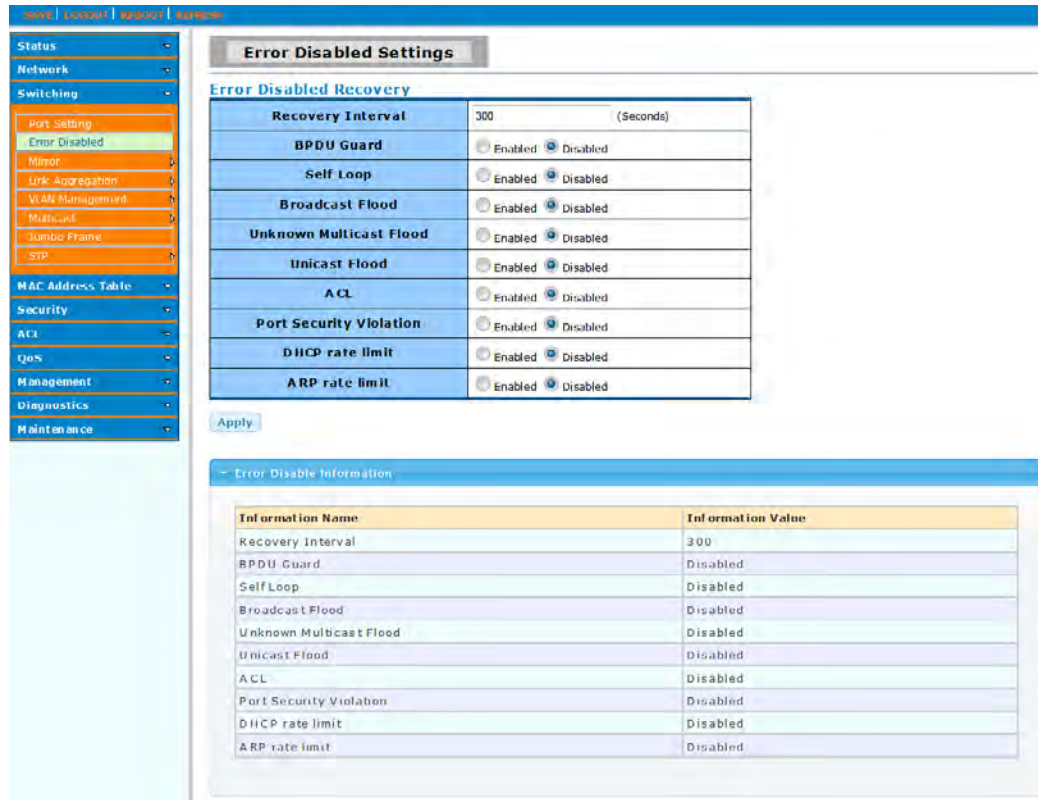 SAVE | LOGOUT | REBOOT | REFRESH
Status
Network
Switching
Port Setting
Error Disabled
Mirror
Link Aggregation
VLAN Management
Multicast
Jumbo Frame
STP
MAC Address Table
Security
ACL
QoS
Management
Diagnostics
Maintenance
Error Disabled Settings
Error Disabled Recovery
Recovery Interval 300 (Seconds)
BPDU Guard Enabled Disabled
Self Loop Enabled Disabled
Broadcast Flood Enabled Disabled
Unknown Multicast Flood Enabled Disabled
Unicast Flood Enabled Disabled
ACL Enabled Disabled
Port Security Violation Enabled Disabled
DHCP rate limit Enabled Disabled
ARP rate limit Enabled Disabled
Apply
Error Disable Information
Information Name Information Value
Recovery Interval 300
BPDU Guard Disabled
Self Loop Disabled
Broadcast Flood Disabled
Unknown Multicast Flood Disabled
Unicast Flood Disabled
ACL Disabled
Port Security Violation Disabled
DHCP rate limit Disabled
ARP rate limit Disabled